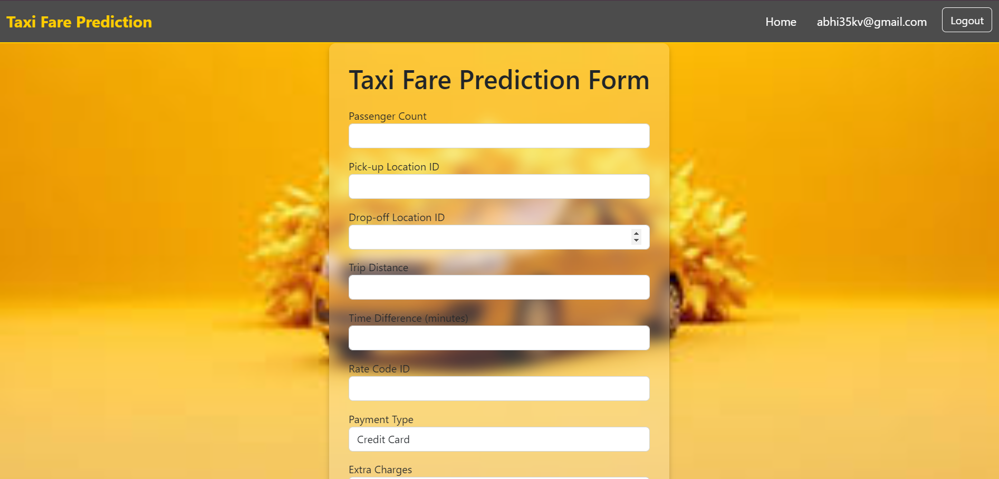 Taxi Fare Prediction
Home
abhi35kv@gmail.com
Logout
Taxi Fare Prediction Form
Passenger Count
Pick-up Location ID
Drop-off Location ID
Trip Distance
Time Difference (minutes)
Rate Code ID
Payment Type
Credit Card
Extra Charges